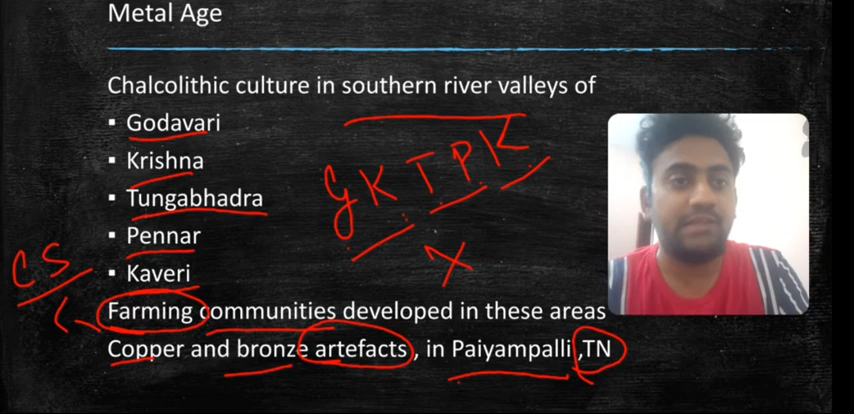 Metal Age
Chalcolithic culture in southern river valleys of
▪ Godavari
▪ Krishna
▪ Tungabhadra
▪ Pennar
▪ Kaveri
G K T P K
X
CS
Farming communities developed in these areas
Copper and bronze artefacts, in Paiyampalli ,TN